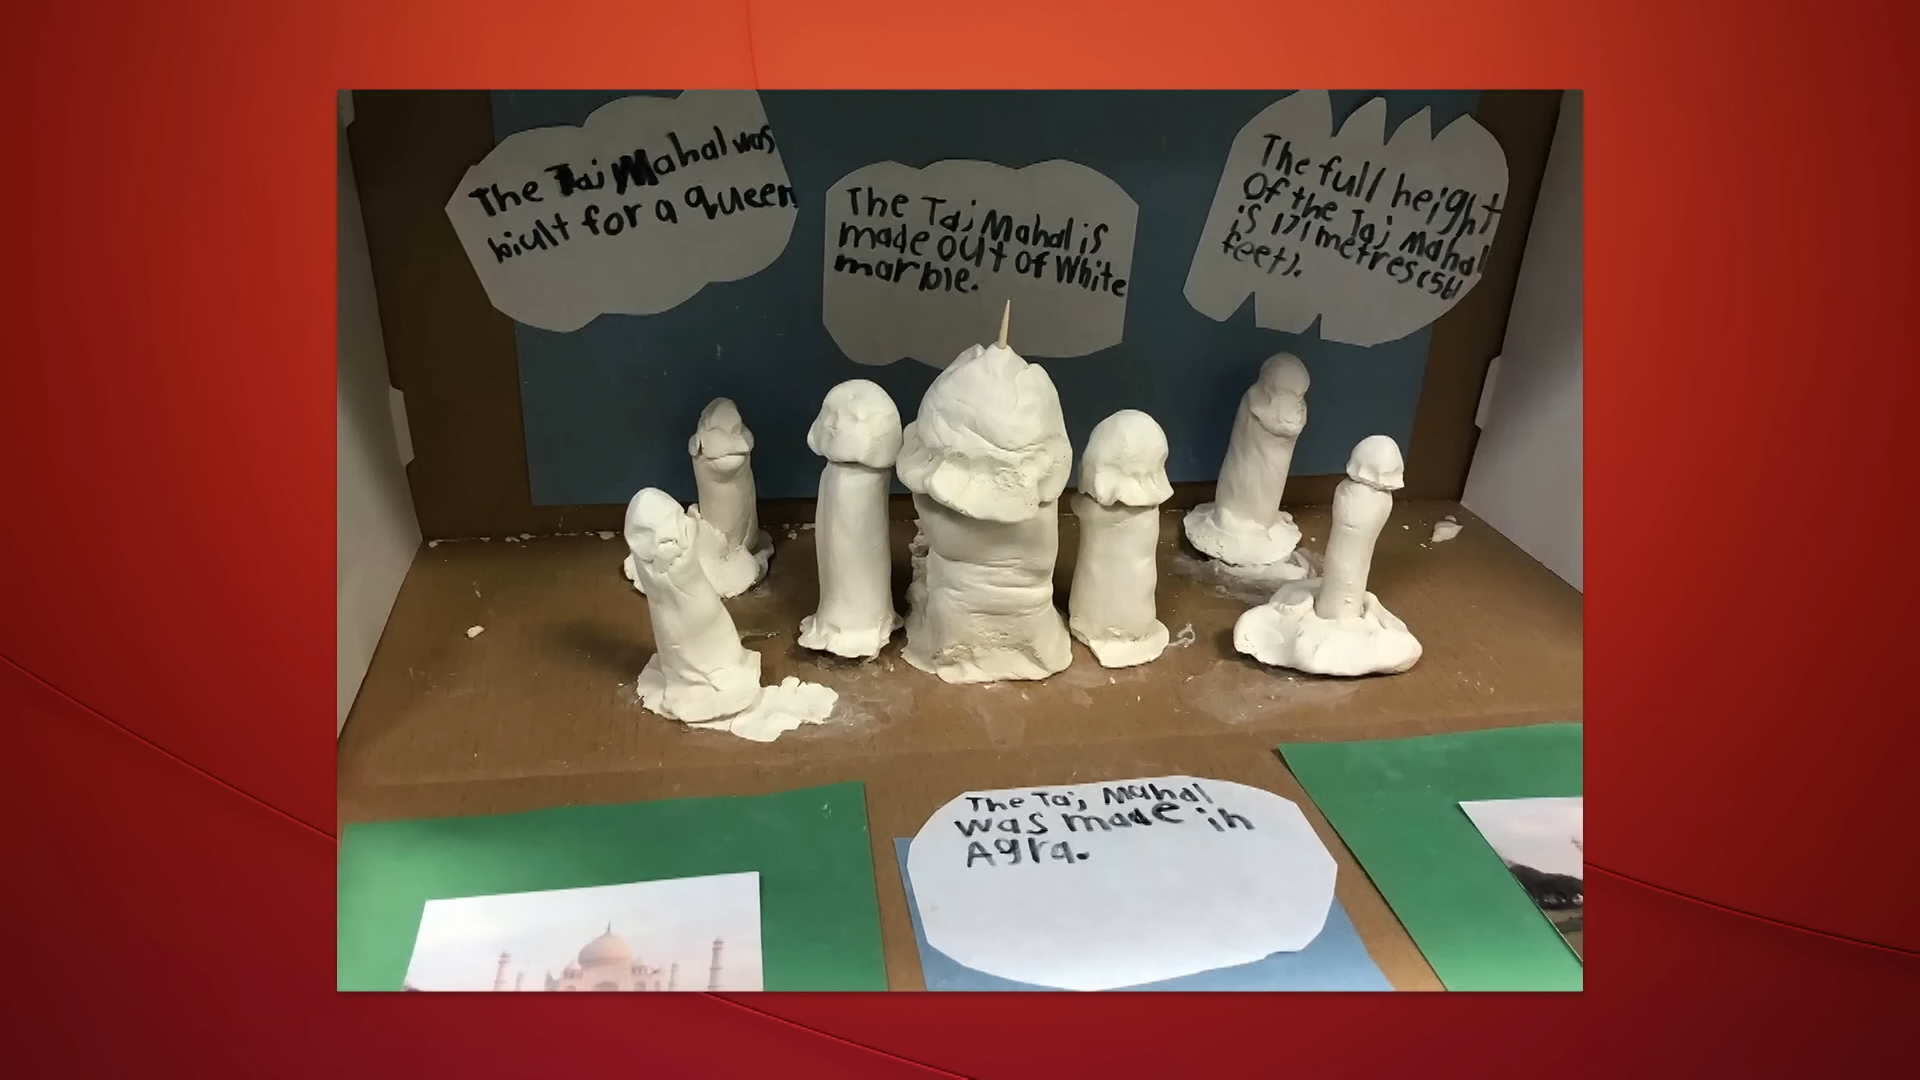 The Taj Mahal was
biult for a queen
The Taj Mahal is
made out of White
marble.
The full height
Of the Taj Mahal
is 171 metres (561
feet).
The Taj Mahal
was made in
Agra.